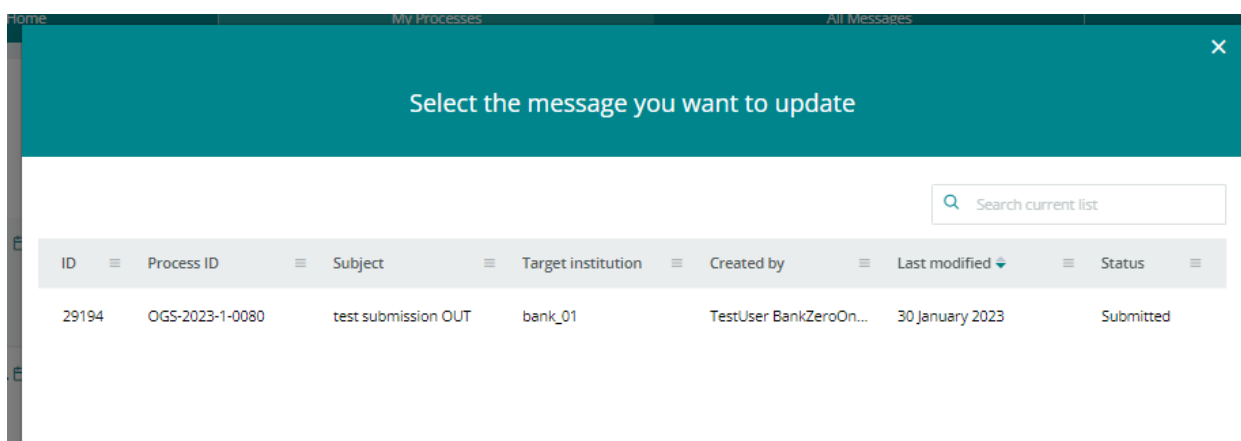 Home My Processes All Messages
Select the message you want to update
Search current list
ID Process ID Subject Target institution Created by Last modified Status
29194 OGS-2023-1-0080 test submission OUT bank_01 TestUser BankZeroOn... 30 January 2023 Submitted